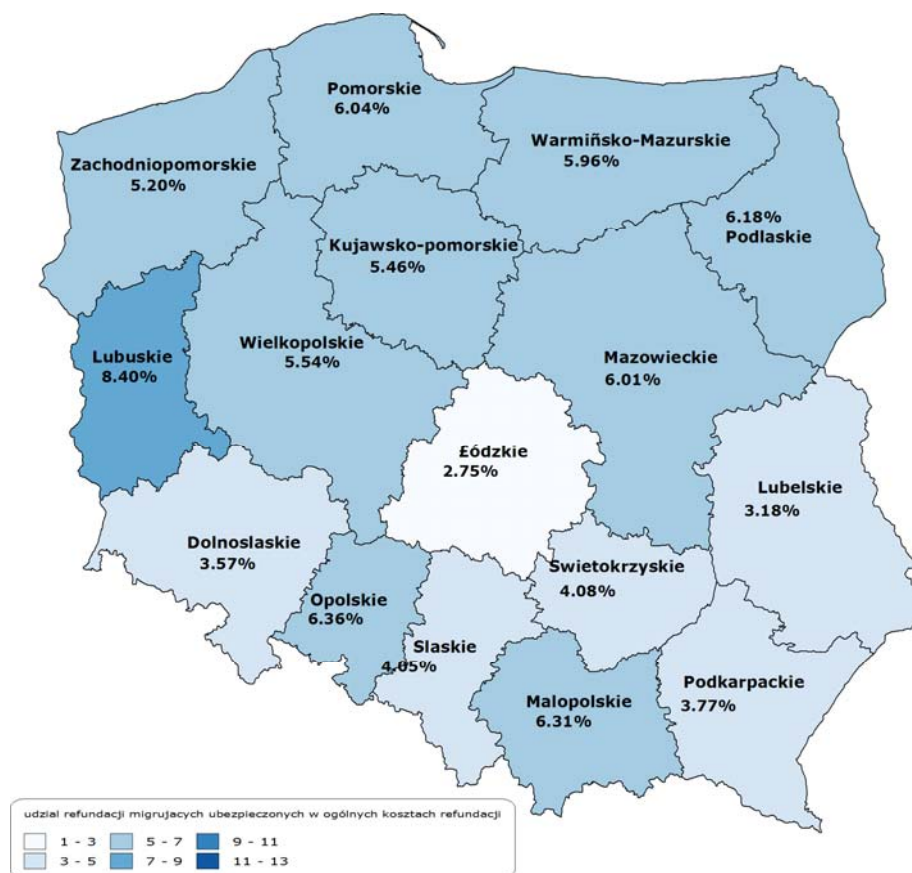 Pomorskie
6.04%
Warmiñsko-Mazurskie
5.96%
Zachodniopomorskie
5.20%
6.18%
Podlaskie
Kujawsko-pomorskie
5.46%
Wielkopolskie
5.54%
Mazowieckie
6.01%
Lubuskie
8.40%
£ódzkie
2.75%
Lubelskie
3.18%
Dolnoslaskie
3.57%
Swietokrzyskie
4.08%
Opolskie
6.36%
Slaskie
4.05%
Malopolskie
6.31%
Podkarpackie
3.77%
udzial refundacji migrujacych ubezpieczonych w ogólnych kosztach refundacji
1 - 3
5 - 7
9 - 11
3 - 5
7 - 9
11 - 13